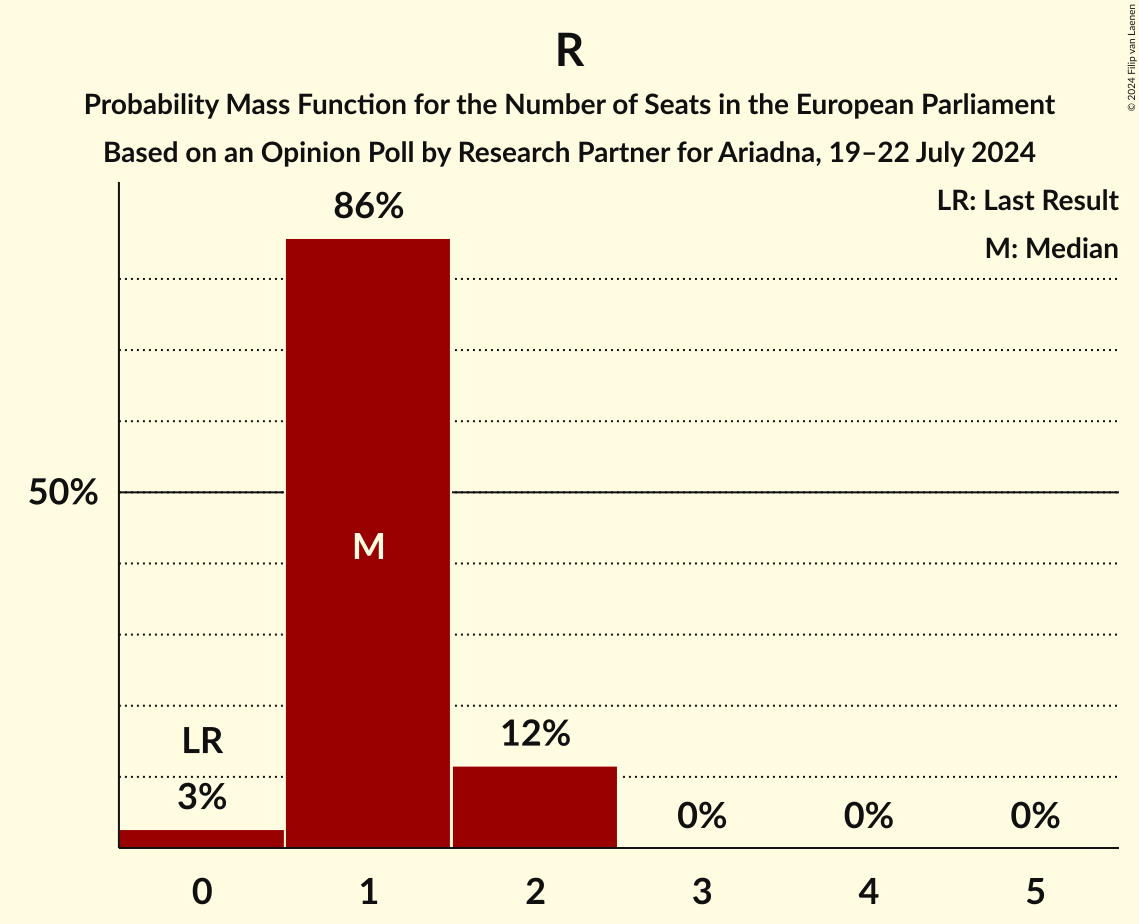 R
Probability Mass Function for the Number of Seats in the European Parliament
Based on an Opinion Poll by Research Partner for Ariadna, 19–22 July 2024
© 2024 Filip van Laenen
LR: Last Result
M: Median
86%
50%
M
LR
12%
3%
0%
0%
0%
0
1
2
3
4
5